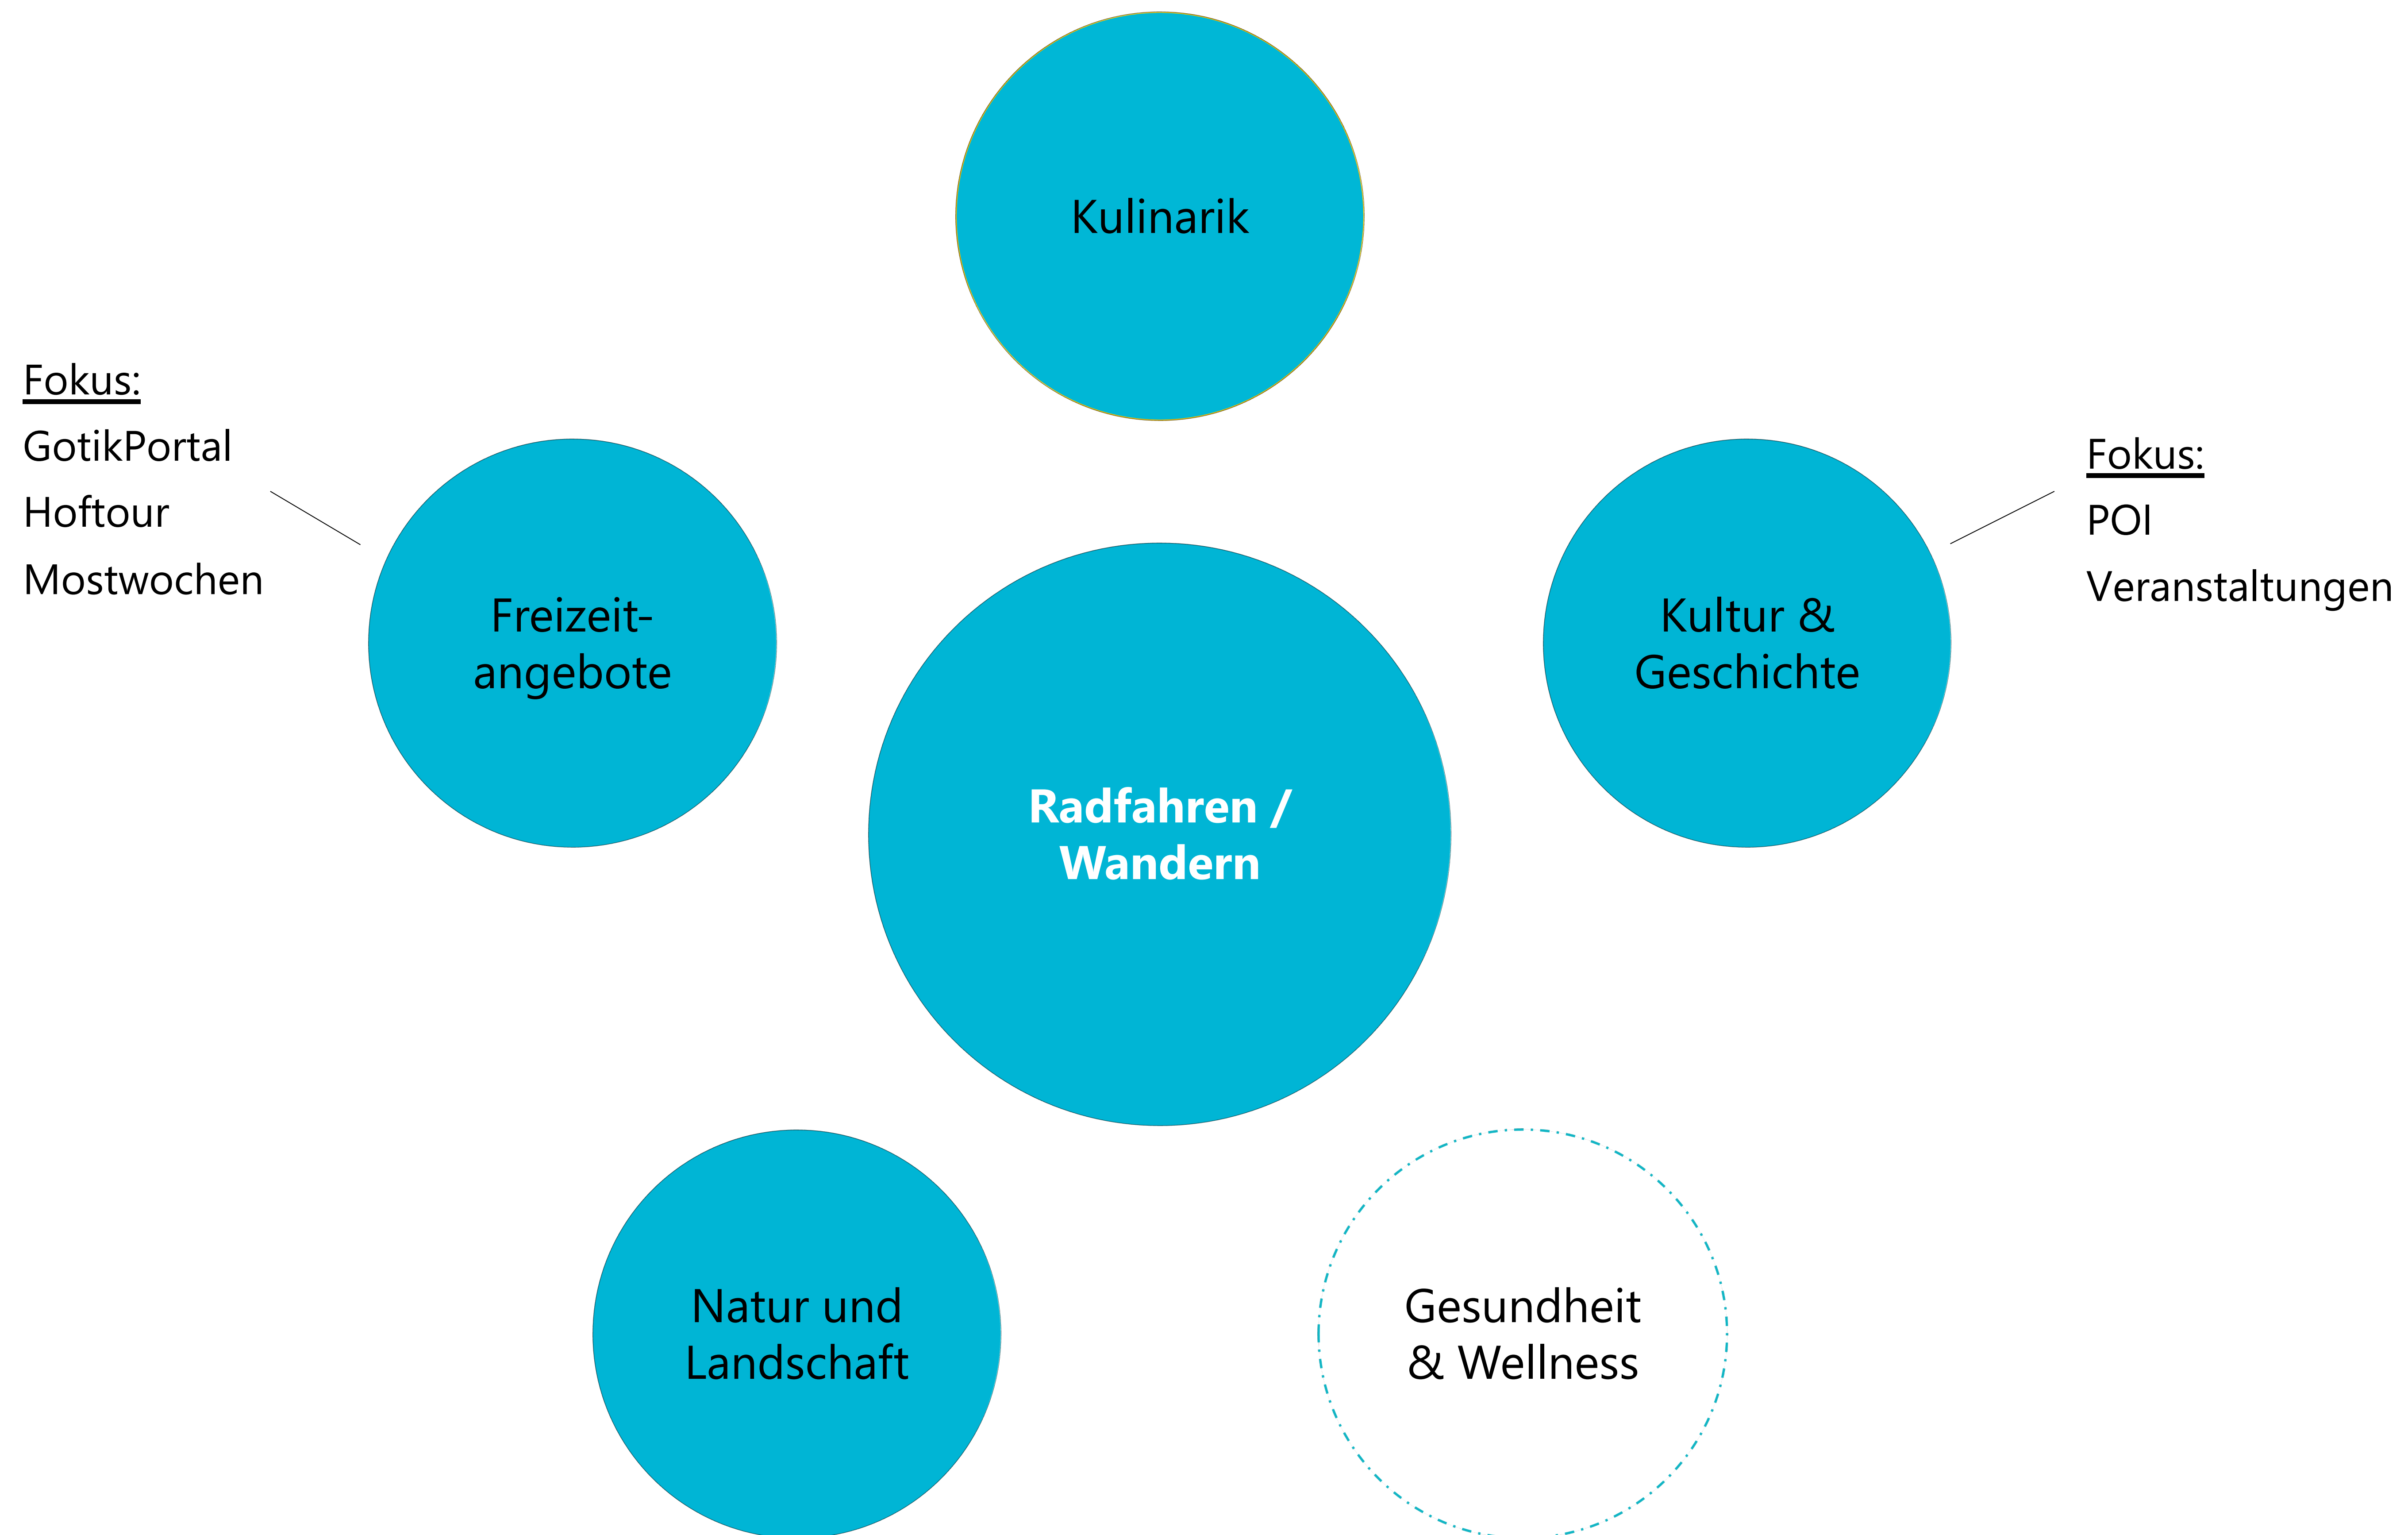 Kulinarik
Fokus:
GotikPortal
Hoftour
Mostwochen
Freizeit-
angebote
Kultur &
Geschichte
Fokus:
POI
Veranstaltungen
Radfahren /
Wandern
Natur und
Landschaft
Gesundheit
& Wellness